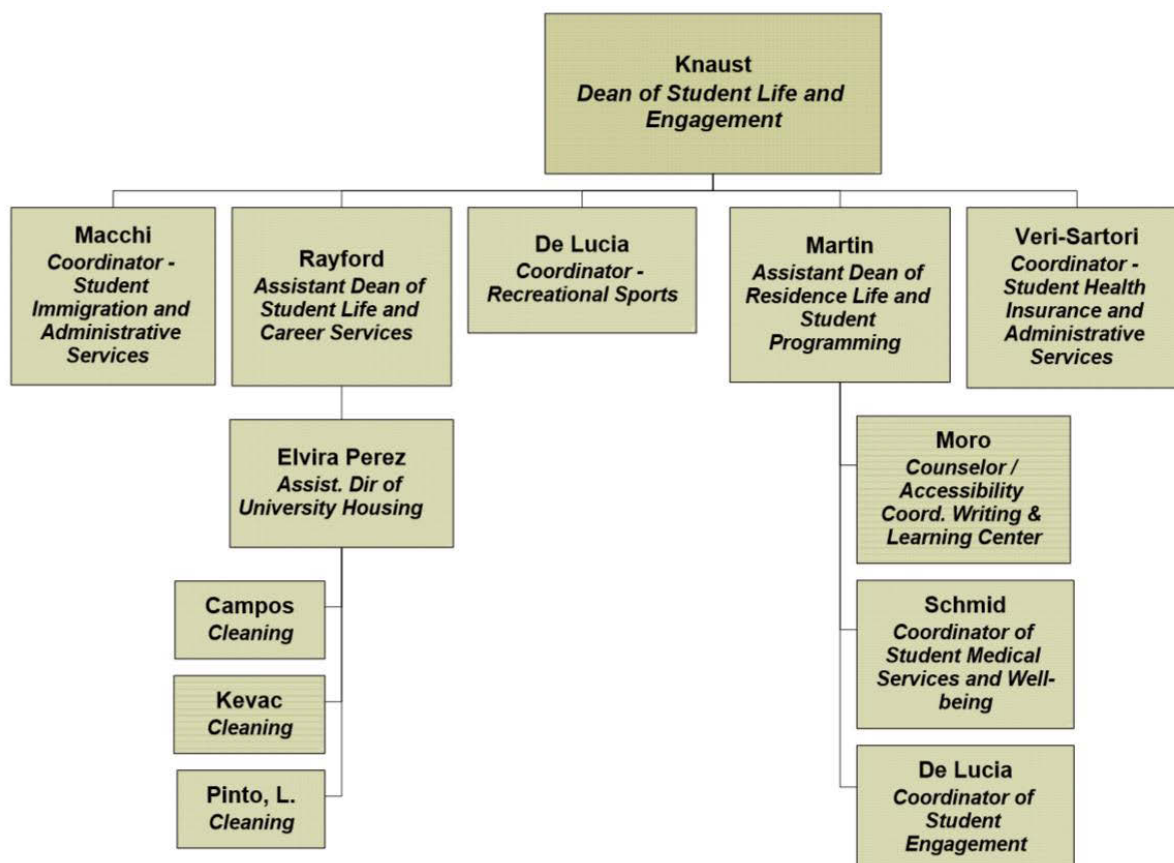 Knaust
Dean of Student Life and
Engagement
Macchi
Coordinator -
Student
Immigration and
Administrative
Services
Rayford
Assistant Dean of
Student Life and
Career Services
De Lucia
Coordinator -
Recreational Sports
Martin
Assistant Dean of
Residence Life and
Student
Programming
Veri-Sartori
Coordinator -
Student Health
Insurance and
Administrative
Services
Elvira Perez
Assist. Dir of
University Housing
Campos
Cleaning
Kevac
Cleaning
Pinto, L.
Cleaning
Moro
Counselor /
Accessibility
Coord. Writing &
Learning Center
Schmid
Coordinator of
Student Medical
Services and Well-
being
De Lucia
Coordinator of
Student
Engagement